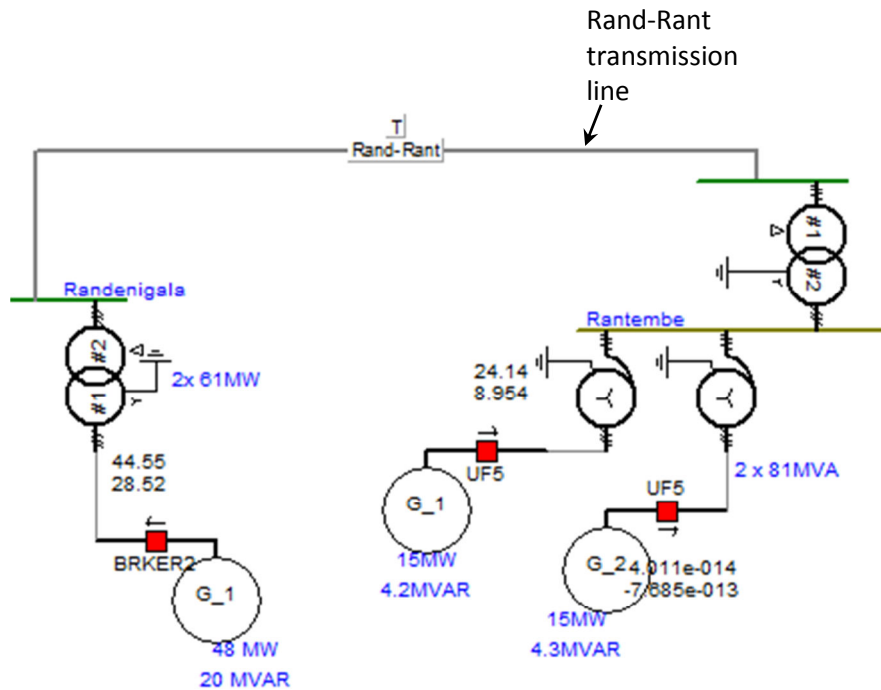 Rand-Rant
transmission
line
T
Rand-Rant
#1
#2
Randenigala
Rantembe
#2
#1
2x 61MW
24.14
8.954
44.55
28.52
UF5
2 x 81MVA
G_1
UF5
BRKER2
15MW
4.2MVAR
G_2
4.011e-014
-7.685e-013
G_1
15MW
4.3MVAR
48 MW
20 MVAR